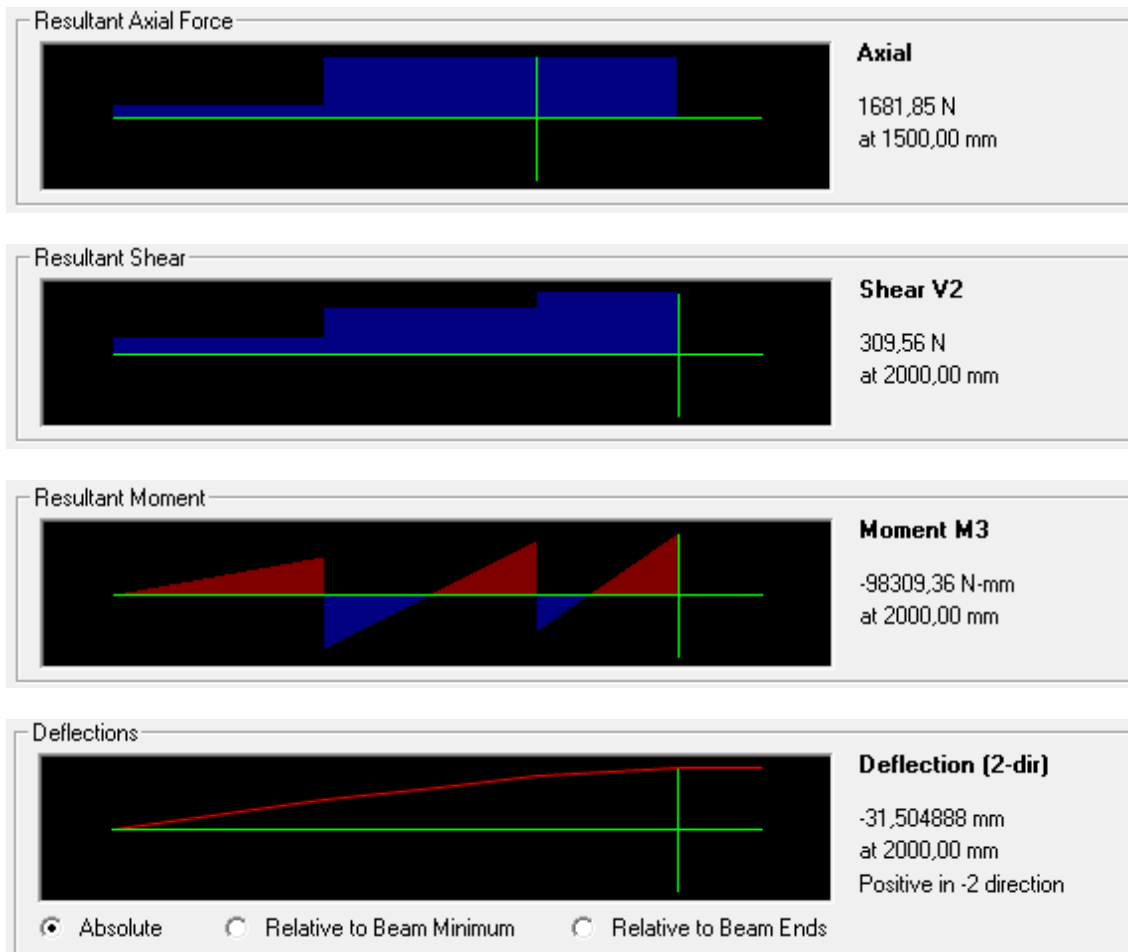 Resultant Axial Force
Axial
1681,85 N
at 1500,00 mm
Resultant Shear
Shear V2
309,56 N
at 2000,00 mm
Resultant Moment
Moment M3
-98309,36 N-mm
at 2000,00 mm
Deflections
Deflection (2-dir)
-31,504888 mm
at 2000,00 mm
Positive in -2 direction
Absolute Relative to Beam Minimum Relative to Beam Ends